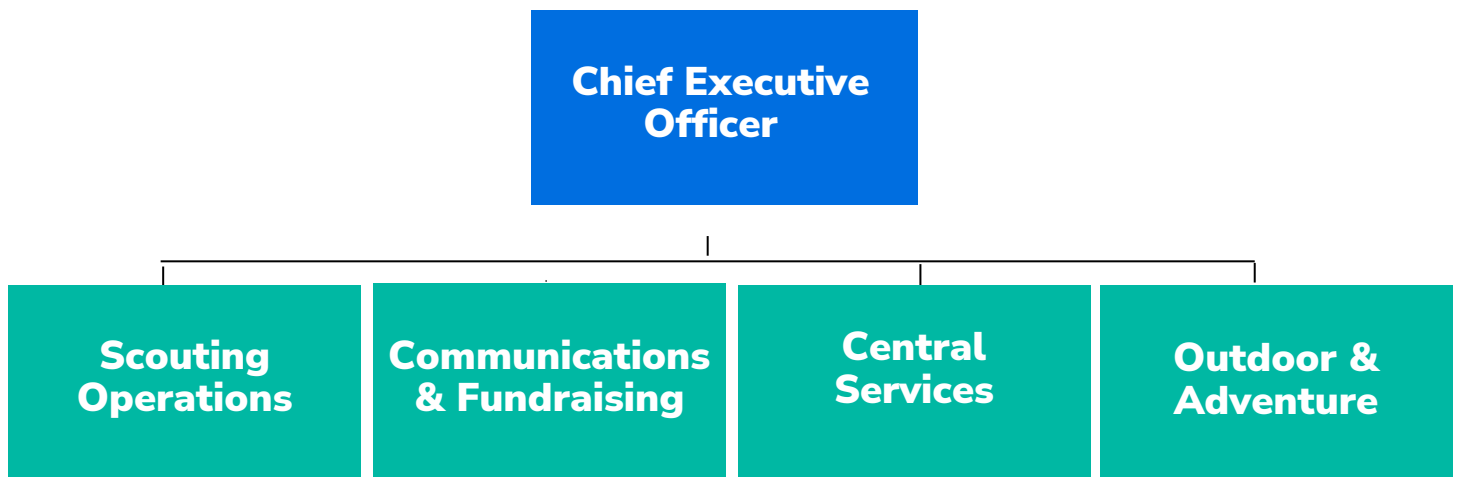 Chief Executive
Officer
Scouting
Operations
Communications
& Fundraising
Central
Services
Outdoor &
Adventure